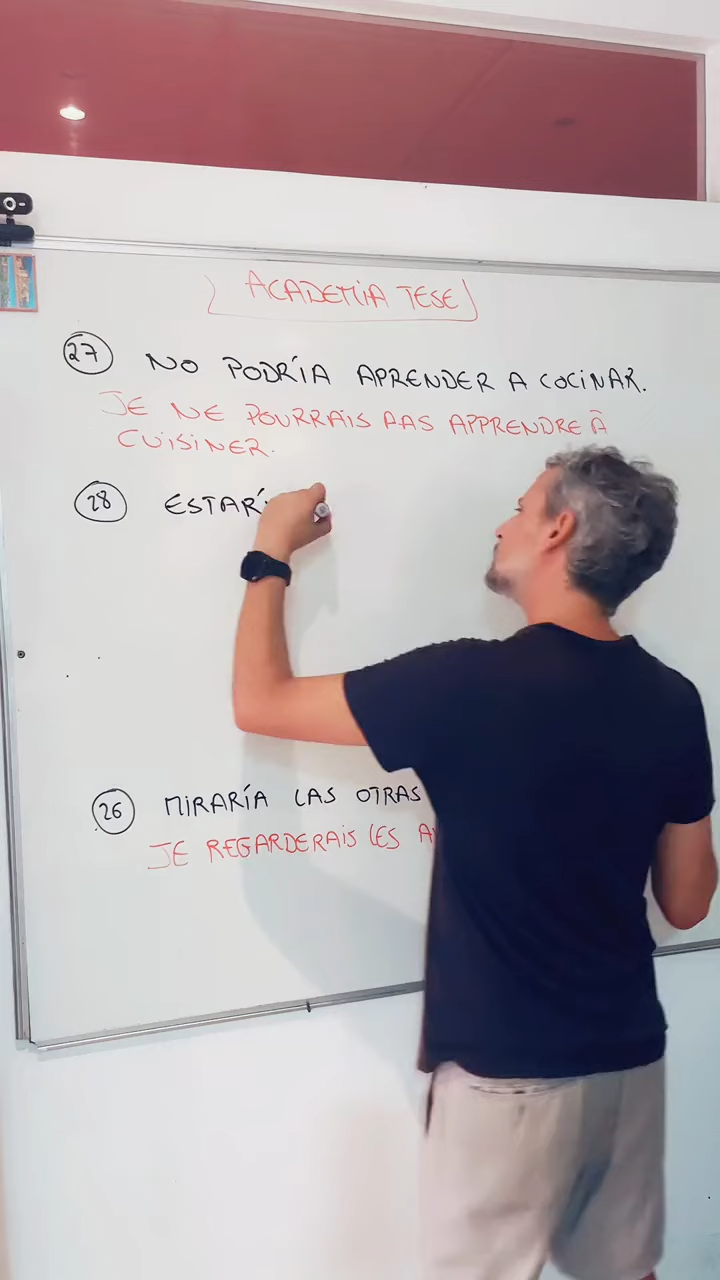 ACADEMIA TESE
27 NO PODRÍA APRENDER A COCINAR.
JE NE POURRAIS PAS APPRENDRE À
CUISINER.
28 ESTARÍ
26 MIRARÍA LAS OTRAS
JE REGARDERAIS LES A